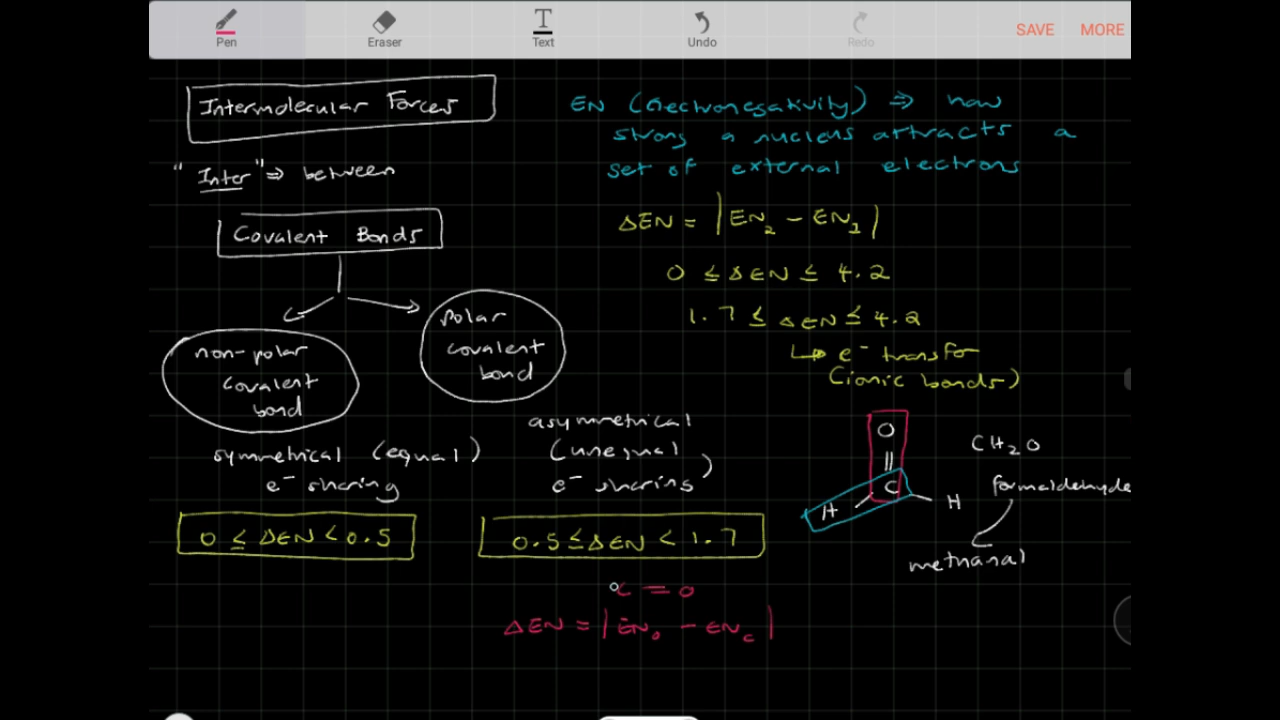 Pen
Eraser
Text
Undo
Redo
SAVE
MORE
Intermolecular Forces
"Inter" ⇒ between
Covalent Bonds
non-polar
covalent
bond
polar
covalent
bond
symmetrical (equal)
e⁻ sharing
0 ≤ ΔEN < 0.5
asymmetrical
(unequal)
e⁻ sharing
0.5 ≤ ΔEN < 1.7
EN (electronegativity) ⇒ how
strong a nucleus attracts a
set of external electrons
ΔEN = |EN₂ - EN₁|
0 ≤ ΔEN ≤ 4.2
1.7 ≤ ΔEN ≤ 4.2
↳ e⁻ transfer
(ionic bonds)
O
C
H
H
CH₂O
formaldehyde
methanal
C = O
ΔEN = |ENₒ - EN꜀|